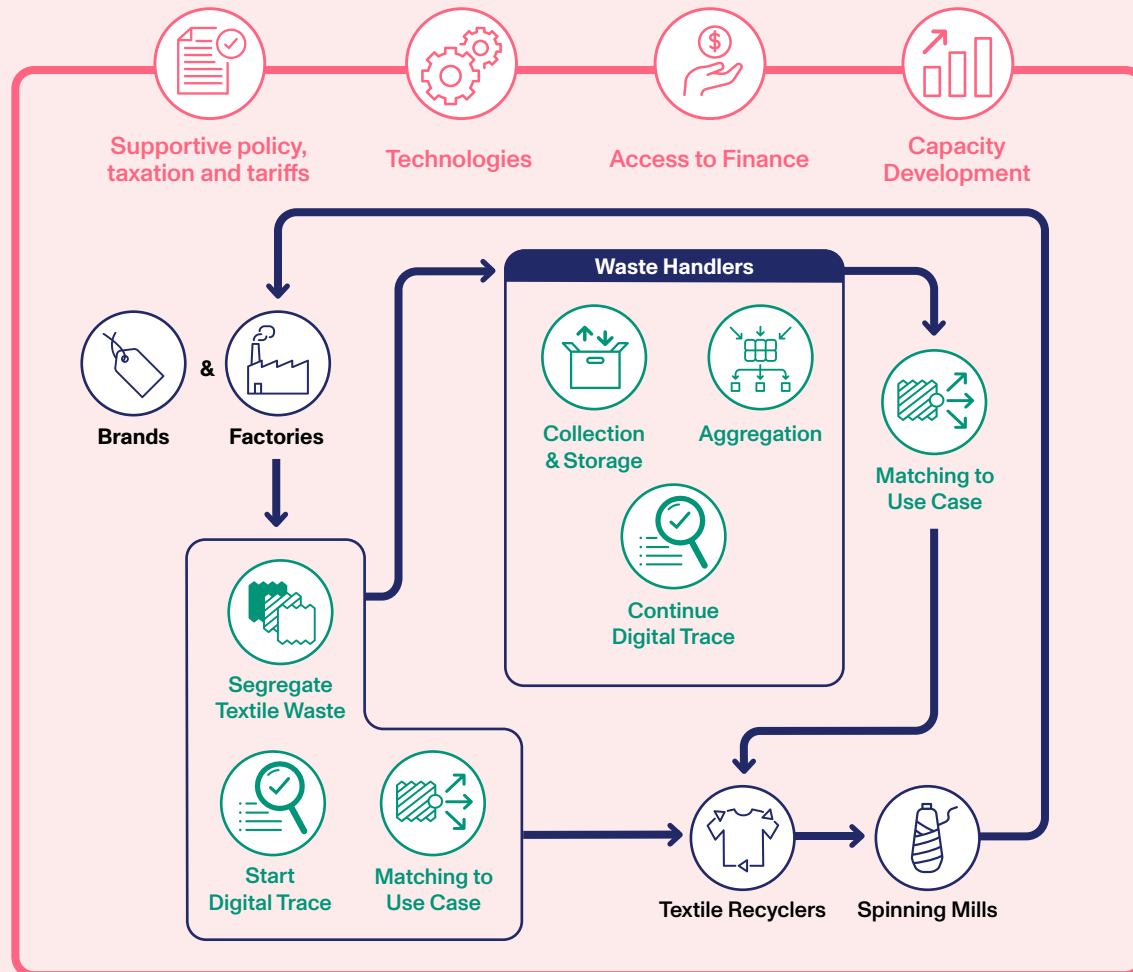 Supportive policy,
taxation and tariffs
Technologies
Access to Finance
Capacity
Development
$
Waste Handlers
&
Brands
Factories
Collection
& Storage
Aggregation
Matching to
Use Case
Continue
Digital Trace
Segregate
Textile Waste
Start
Digital Trace
Matching to
Use Case
Textile Recyclers
Spinning Mills